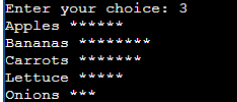 Enter your choice: 3
Apples ******
Bananas ********
Carrots *******
Lettuce *****
Onions ***